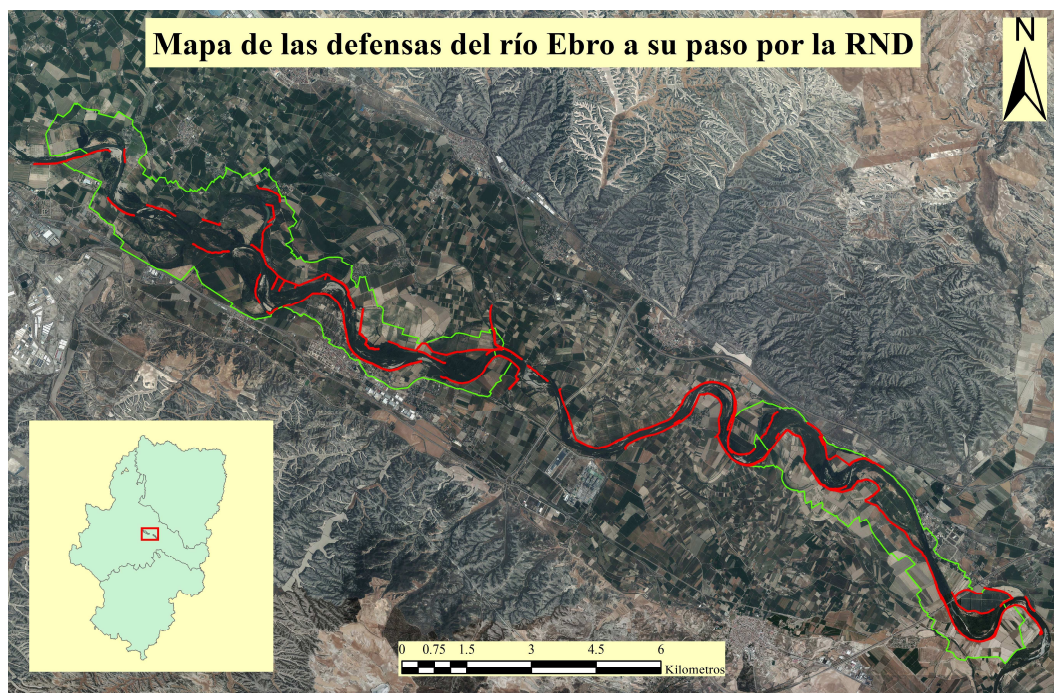 Mapa de las defensas del río Ebro a su paso por la RND
N
0 0.75 1.5 3 4.5 6
Kilometros